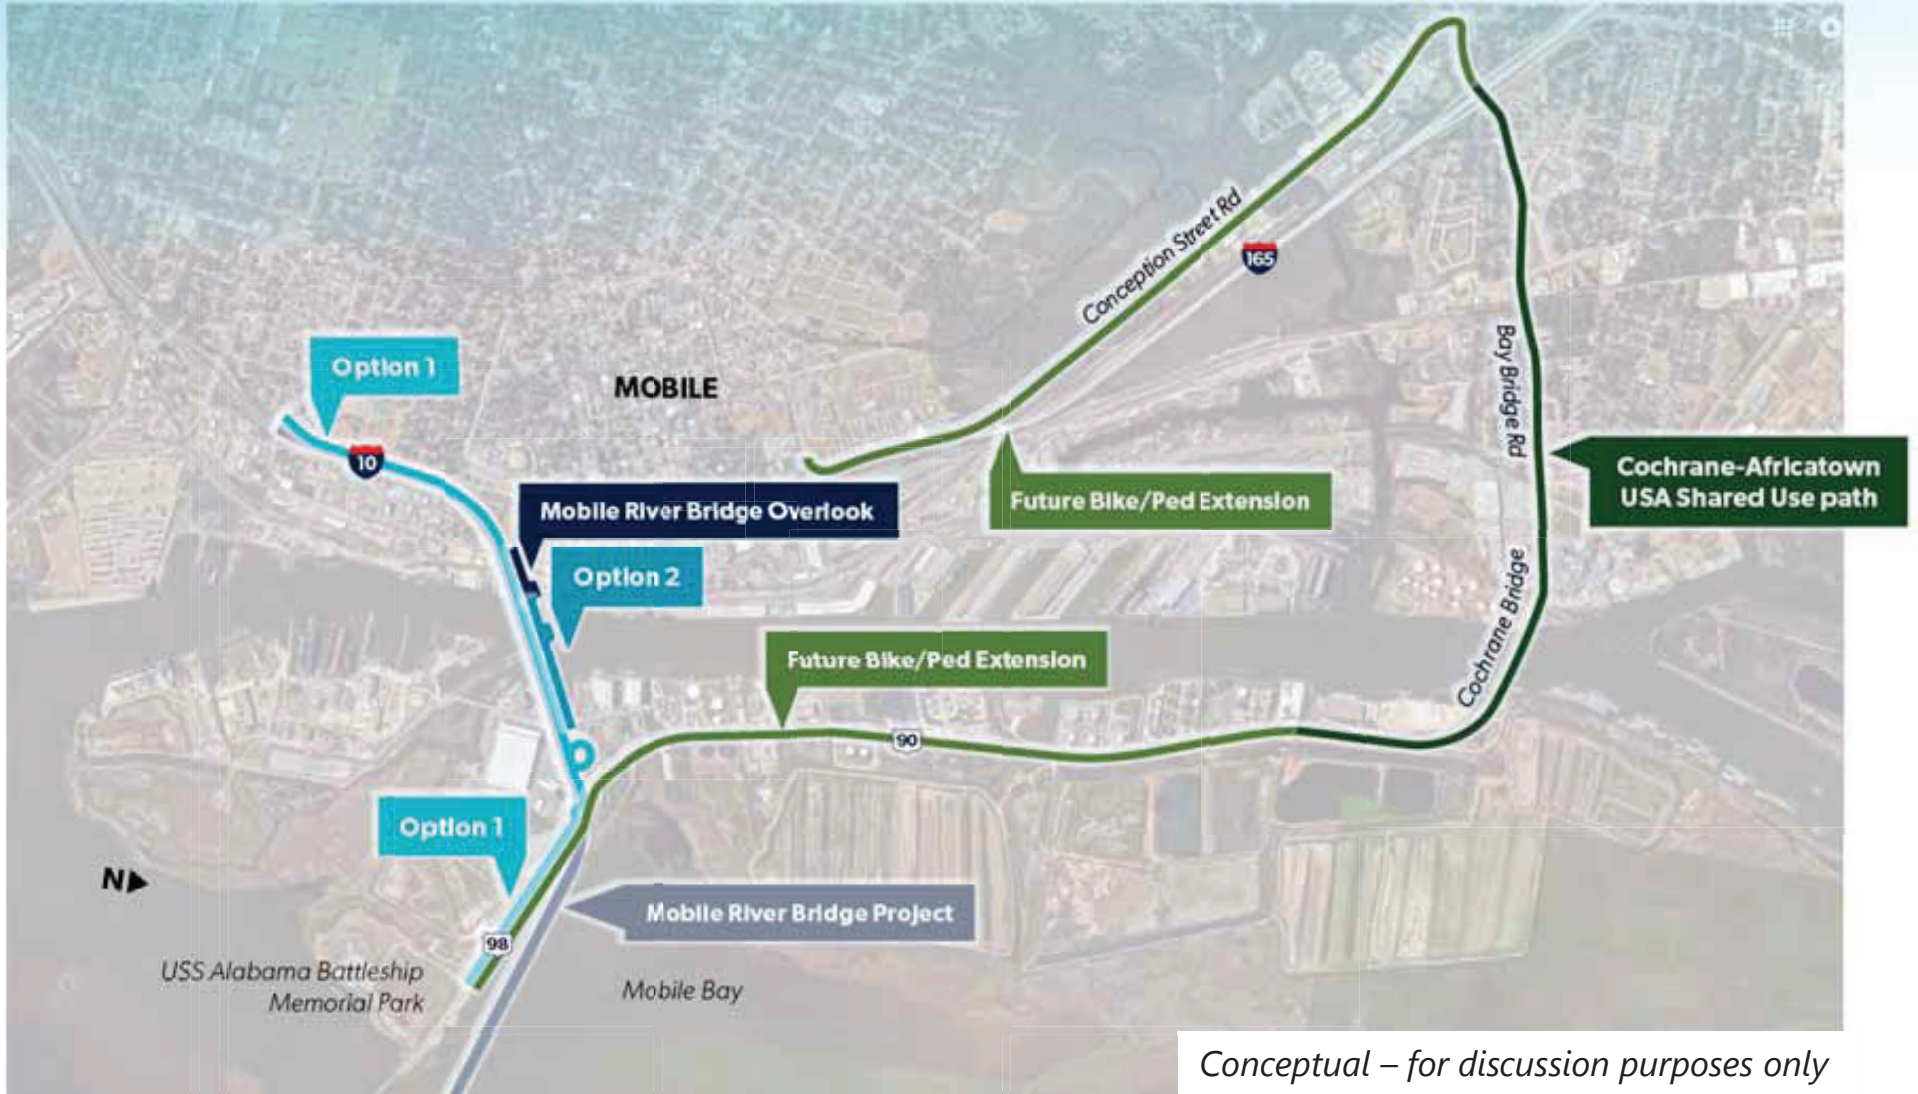 Conception Street Rd
165
Option 1
MOBILE
Bay Bridge Rd
10
Cochrane-Africatown
USA Shared Use path
Mobile River Bridge Overlook
Future Bike/Ped Extension
Option 2
Cochrane Bridge
Future Bike/Ped Extension
90
Option 1
N
Mobile River Bridge Project
98
USS Alabama Battleship
Memorial Park
Mobile Bay
Conceptual – for discussion purposes only